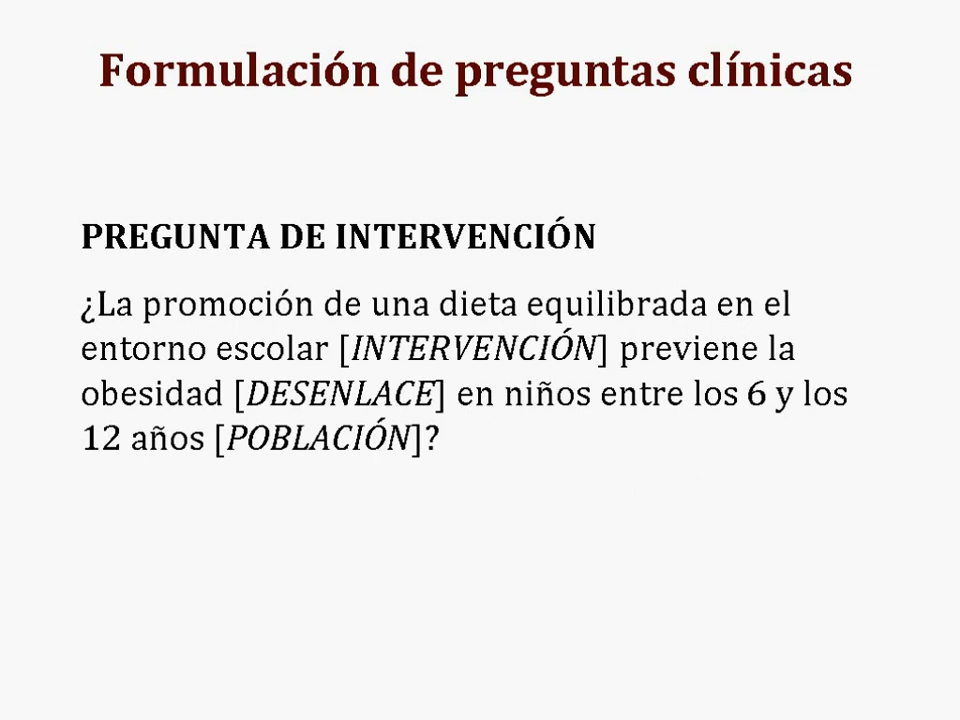 Formulación de preguntas clínicas
PREGUNTA DE INTERVENCIÓN
¿La promoción de una dieta equilibrada en el
entorno escolar [INTERVENCIÓN] previene la
obesidad [DESENLACE] en niños entre los 6 y los
12 años [POBLACIÓN]?